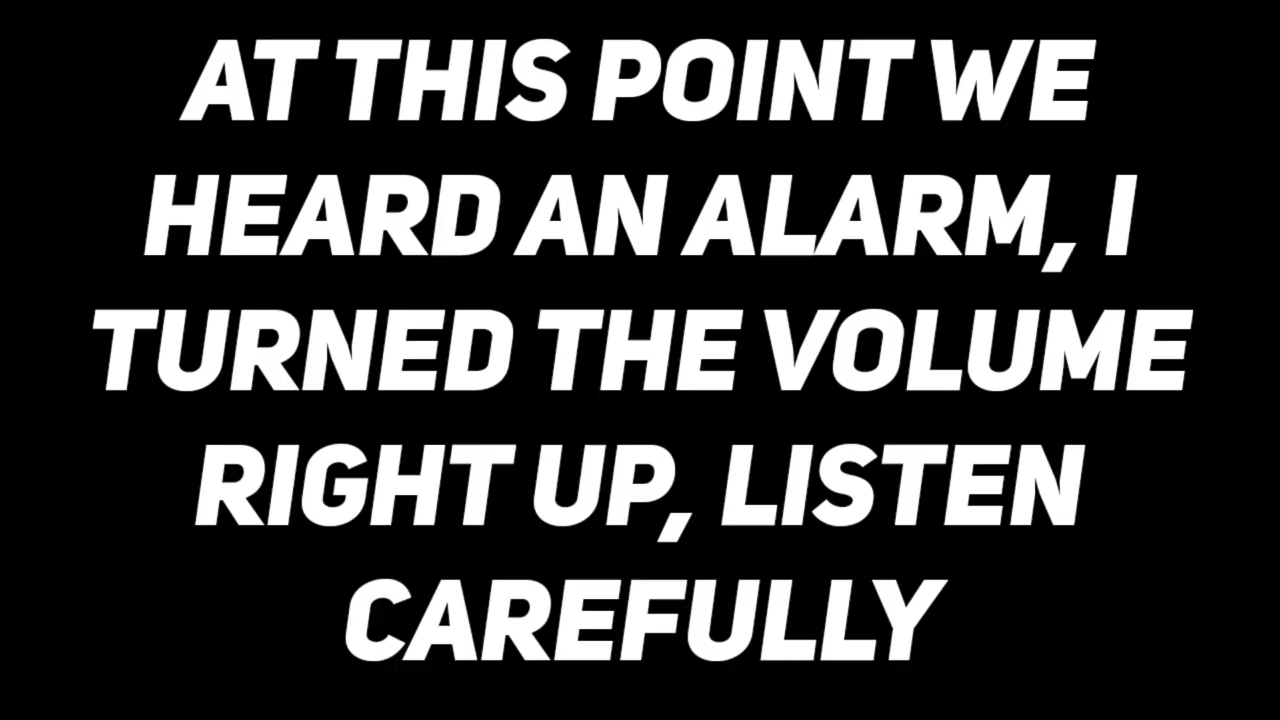 AT THIS POINT WE
HEARD AN ALARM, I
TURNED THE VOLUME
RIGHT UP, LISTEN
CAREFULLY